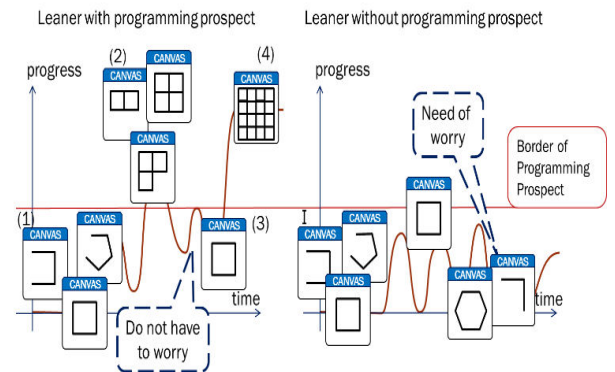 Leaner with programming prospect
Leaner without programming prospect
progress
(2)
CANVAS
CANVAS
(4)
CANVAS
CANVAS
(1)
CANVAS
CANVAS
CANVAS
(3)
CANVAS
time
Do not have
to worry
progress
Need of
worry
Border of
Programming
Prospect
CANVAS
I
CANVAS
CANVAS
CANVAS
CANVAS
CANVAS
time